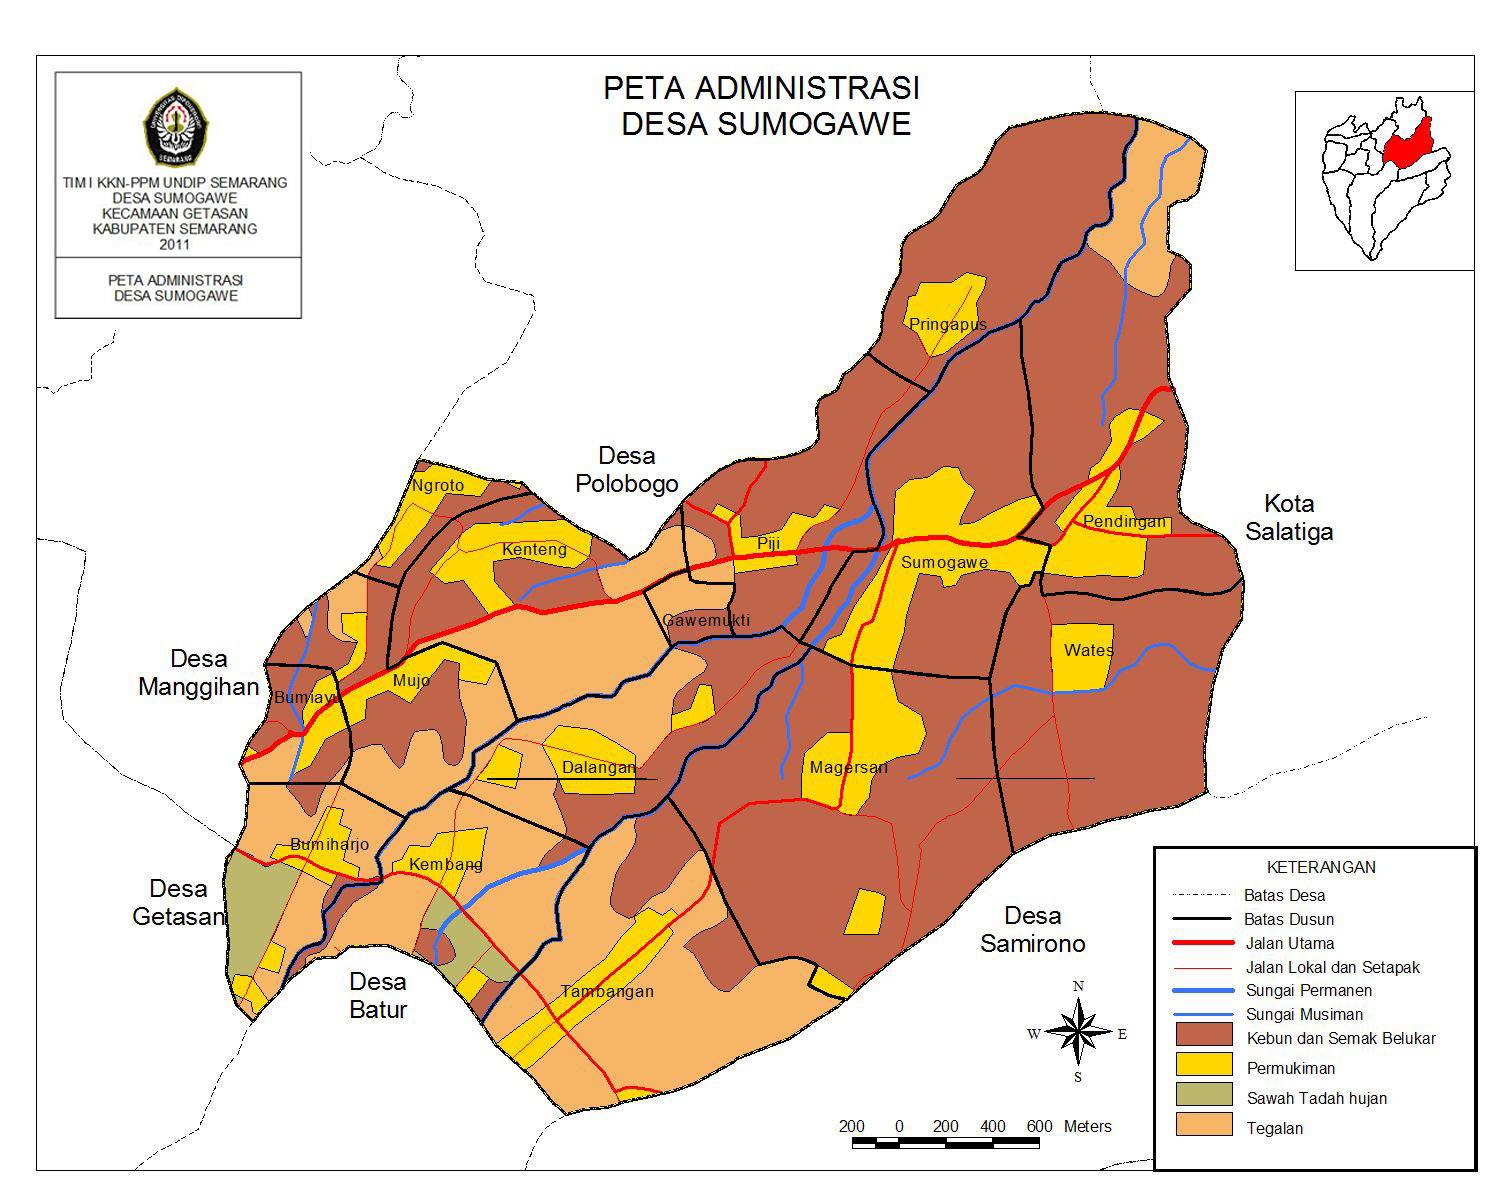 PETA ADMINISTRASI
DESA SUMOGAWE
UNIVERSITAS DIPONEGORO
SEMARANG
TIM I KKN-PPM UNDIP SEMARANG
DESA SUMOGAWE
KECAMAAN GETASAN
KABUPATEN SEMARANG
2011
PETA ADMINISTRASI
DESA SUMOGAWE
Pringapus
Desa
Polobogo
Ngroto
Kenteng
Piji
Pendingan
Kota
Salatiga
Sumogawe
Gawemukti
Wates
Desa
Manggihan
Bumiayu
Mujo
Dalangan
Magersari
Bumiharjo
Kembang
Desa
Getasan
Desa
Batur
Tambangan
Desa
Samirono
N
W
E
S
200 0 200 400 600 Meters
KETERANGAN
Batas Desa
Batas Dusun
Jalan Utama
Jalan Lokal dan Setapak
Sungai Permanen
Sungai Musiman
Kebun dan Semak Belukar
Permukiman
Sawah Tadah hujan
Tegalan